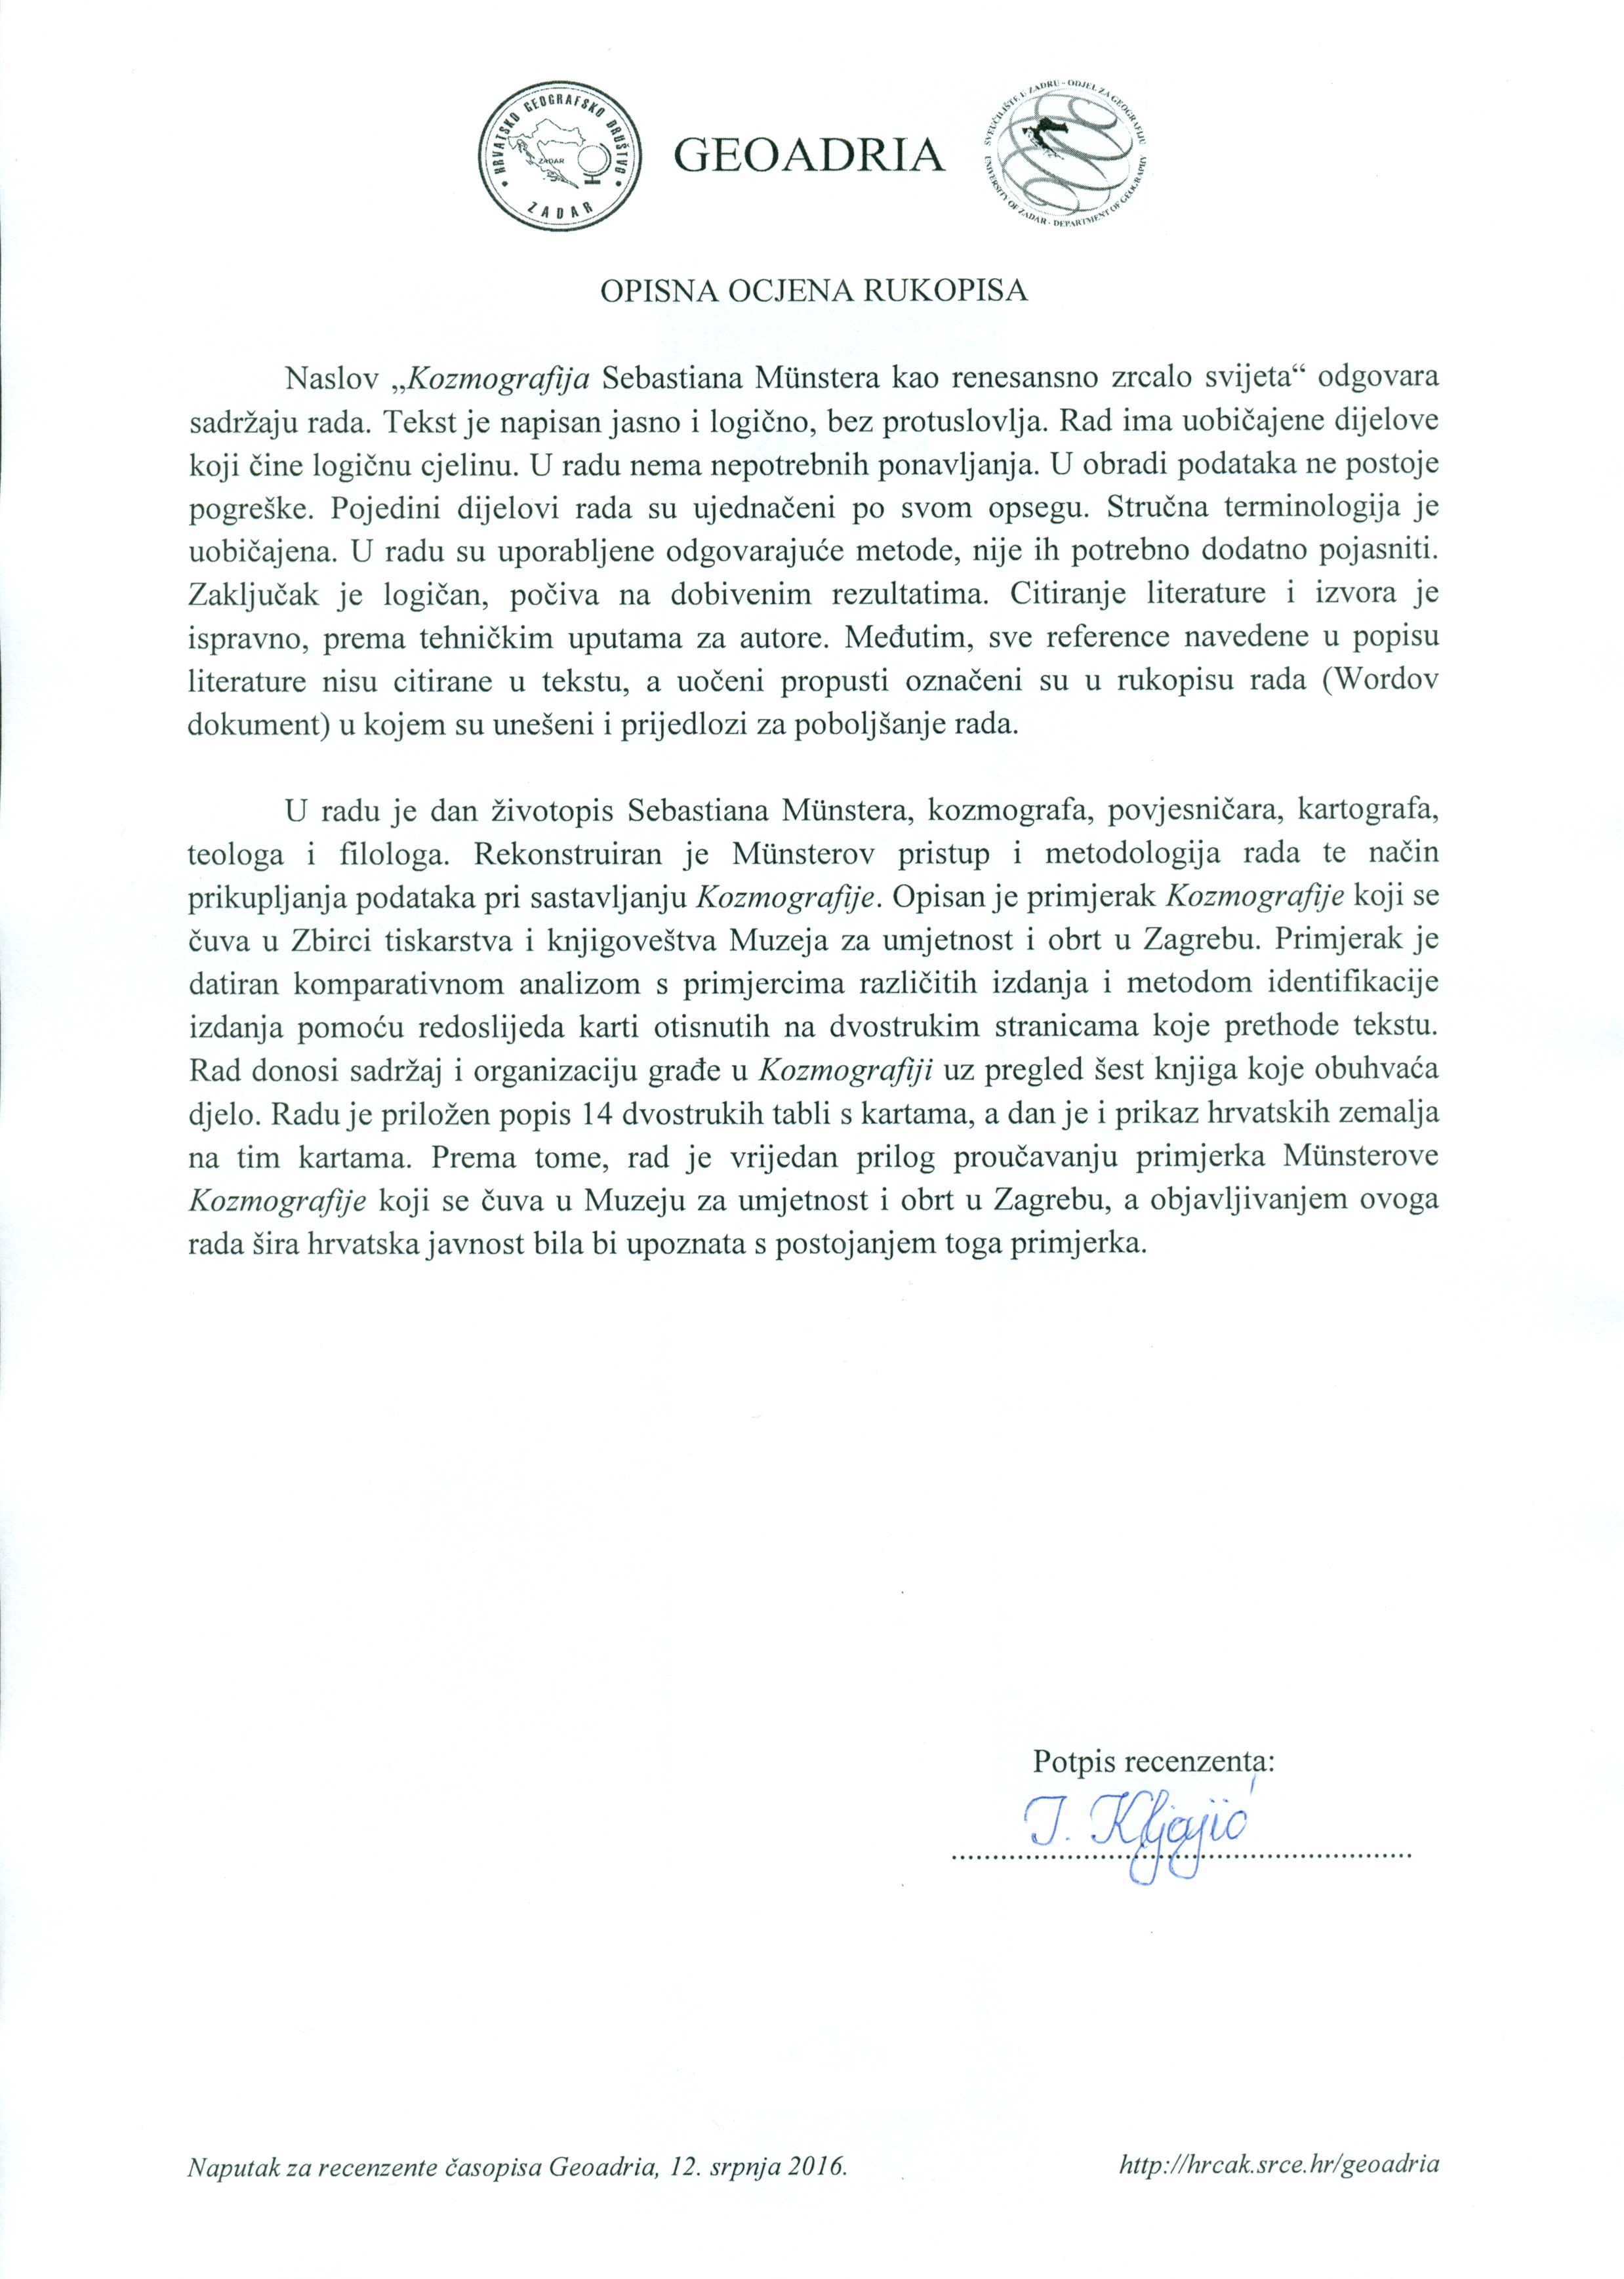 HRVATSKO GEOGRAFSKO DRUŠTVO
ZADAR
ZADAR
GEOADRIA
SVEUČILIŠTE U ZADRU - ODJEL ZA GEOGRAFIJU
UNIVERSITY OF ZADAR - DEPARTMENT OF GEOGRAPHY
OPISNA OCJENA RUKOPISA
Naslov „Kozmografija Sebastiana Münstera kao renesansno zrcalo svijeta“ odgovara
sadržaju rada. Tekst je napisan jasno i logično, bez protuslovlja. Rad ima uobičajene dijelove
koji čine logičnu cjelinu. U radu nema nepotrebnih ponavljanja. U obradi podataka ne postoje
pogreške. Pojedini dijelovi rada su ujednačeni po svom opsegu. Stručna terminologija je
uobičajena. U radu su uporabljene odgovarajuće metode, nije ih potrebno dodatno pojasniti.
Zaključak je logičan, počiva na dobivenim rezultatima. Citiranje literature i izvora je
ispravno, prema tehničkim uputama za autore. Međutim, sve reference navedene u popisu
literature nisu citirane u tekstu, a uočeni propusti označeni su u rukopisu rada (Wordov
dokument) u kojem su unešeni i prijedlozi za poboljšanje rada.
U radu je dan životopis Sebastiana Münstera, kozmografa, povjesničara, kartografa,
teologa i filologa. Rekonstruiran je Münsterov pristup i metodologija rada te način
prikupljanja podataka pri sastavljanju Kozmografije. Opisan je primjerak Kozmografije koji se
čuva u Zbirci tiskarstva i knjigoveštva Muzeja za umjetnost i obrt u Zagrebu. Primjerak je
datiran komparativnom analizom s primjercima različitih izdanja i metodom identifikacije
izdanja pomoću redoslijeda karti otisnutih na dvostrukim stranicama koje prethode tekstu.
Rad donosi sadržaj i organizaciju građe u Kozmografiji uz pregled šest knjiga koje obuhvaća
djelo. Radu je priložen popis 14 dvostrukih tabli s kartama, a dan je i prikaz hrvatskih zemalja
na tim kartama. Prema tome, rad je vrijedan prilog proučavanju primjerka Münsterove
Kozmografije koji se čuva u Muzeju za umjetnost i obrt u Zagrebu, a objavljivanjem ovoga
rada šira hrvatska javnost bila bi upoznata s postojanjem toga primjerka.
Potpis recenzenta:
I. Kljajić
Naputak za recenzente časopisa Geoadria, 12. srpnja 2016.
http://hrcak.srce.hr/geoadria